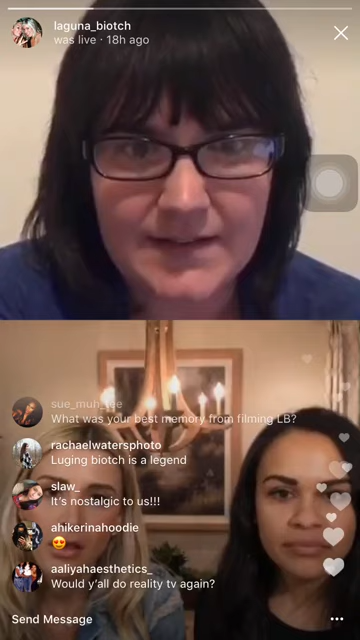 laguna_biotch
was live · 18h ago
sue_muh_lee
What was your best memory from filming LB?
rachaelwatersphoto
Luging biotch is a legend
slaw_
It's nostalgic to us!!!
ahikerinahoodie
😍
aaliyahaesthetics_
Would y'all do reality tv again?
Send Message